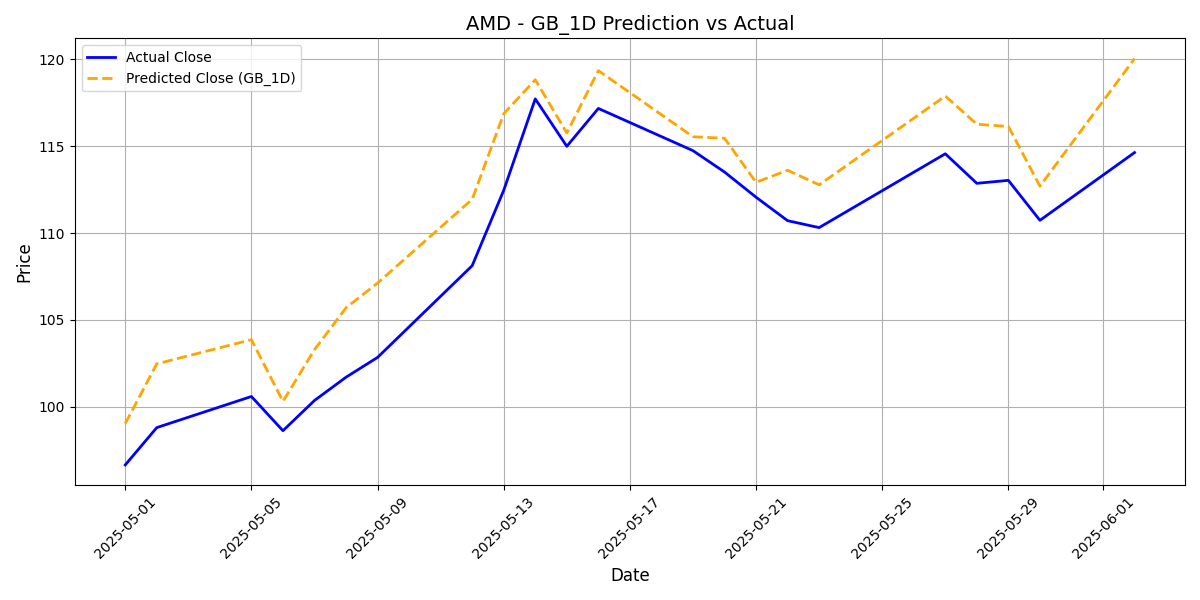 AMD - GB_1D Prediction vs Actual
Actual Close
Predicted Close (GB_1D)
120
115
110
105
100
Price
2025-05-01
2025-05-05
2025-05-09
2025-05-13
2025-05-17
2025-05-21
2025-05-25
2025-05-29
2025-06-01
Date